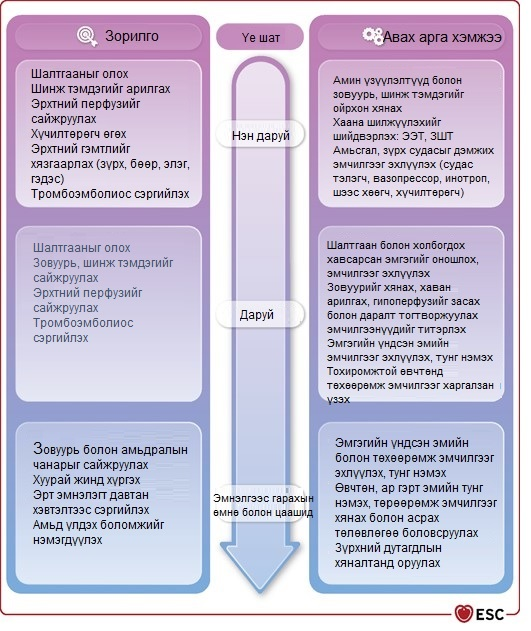 Зорилго
Үе шат
Авах арга хэмжээ
Шалтгааныг олох
Шинж тэмдгийг арилгах
Эрхтний перфузийг
сайжруулах
Хүчилтөрөгч өгөх
Эрхтний гэмтлийг
хязгаарлах (зүрх, бөөр, элэг,
гэдэс)
Тромбоэмболиос сэргийлэх
Нэн даруй
Амин үзүүлэлтүүд болон
зовуурь, шинж тэмдэгийг
ойрхон хянах
Хаана шилжүүлэхийг
шийдвэрлэх: ЭЭТ, ЗШТ
Амьсгал, зүрх судасыг дэмжих
эмчилгээг эхлүүлэх (судас
тэлэгч, вазопрессор, инотроп,
шээс хөөгч, хүчилтөрөгч)
Шалтгааныг олох
Зовуурь, шинж тэмдэгийг
сайжруулах
Эрхтний перфузийг
сайжруулах
Тромбоэмболиос
сэргийлэх
Даруй
Шалтгаан болон холбогдох
хавсарсан эмгэгийг оношлох,
эмчилгээг эхлүүлэх
Зовуурийг хянах, хаван
арилгах, гипоперфузийг засах
болон даралт тогтворжуулах
эмчилгээнүүдийг титэрлэх
Эмгэгийн үндсэн эмийн
эмчилгээг эхлүүлэх, тунг нэмэх
Тохиромжтой өвчтөнд
төхөөрөмж эмчилгээг харгалзан
үзэх
Зовуурь болон амьдралын
чанарыг сайжруулах
Хуурай жинд хүргэх
Эрт эмнэлэгт давтан
хэвтэлтээс сэргийлэх
Амьд үлдэх боломжийг
нэмэгдүүлэх
Эмнэлгээс гарахын
өмнө болон цаашид
Эмгэгийн үндсэн эмийн
болон төхөөрөмж эмчилгээг
эхлүүлэх, тунг нэмэх
Өвчтөн, ар гэрт эмийн тунг
нэмэх, төрөөрөмж эмчилгээг
хянах болон асрах
төлөвлөгөө боловсруулах
Зүрхний дутагдлын
хяналтанд оруулах
ESC